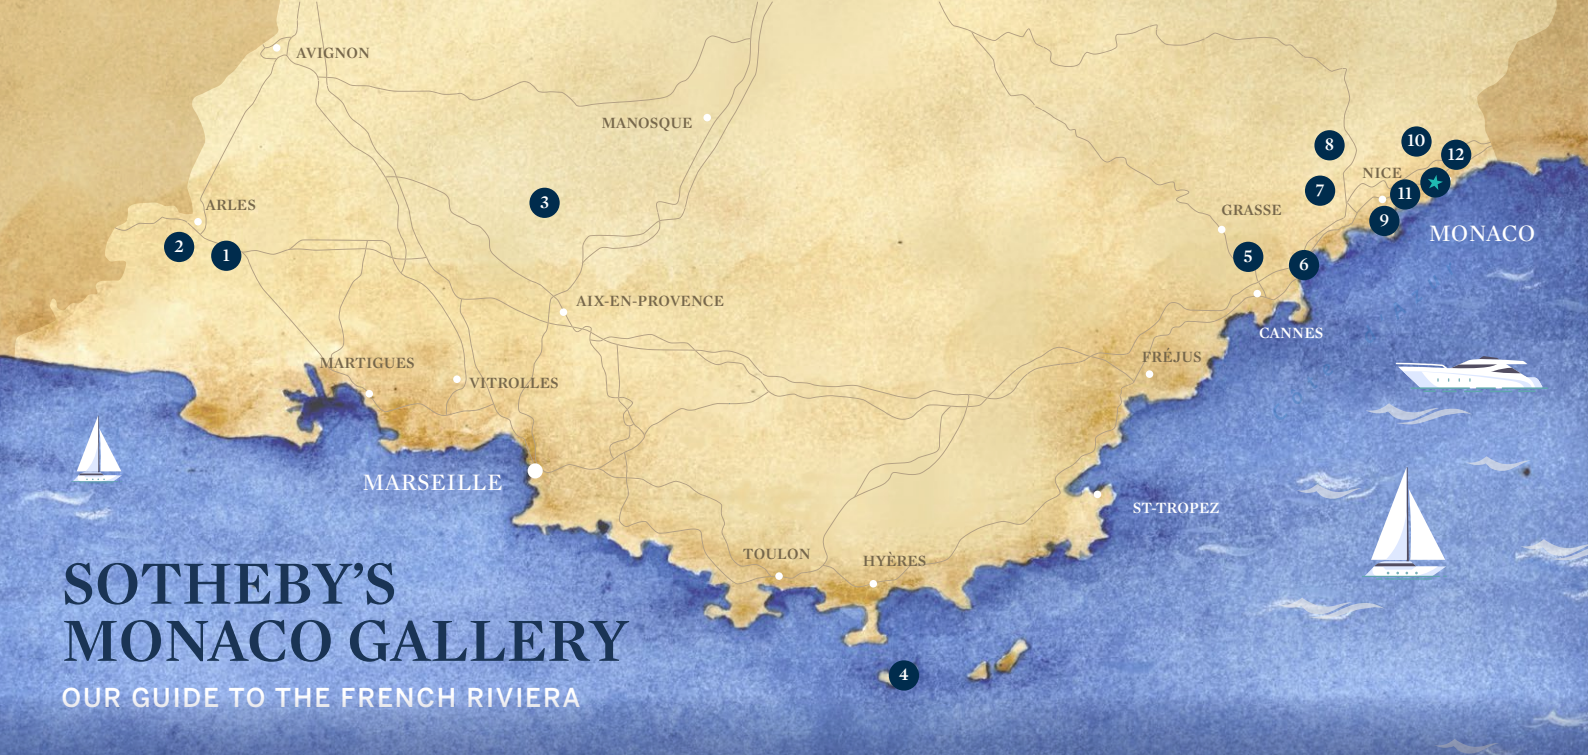 AVIGNON
MANOSQUE
8
10
12
NICE
7
11
ARLES
3
GRASSE
9
MONACO
2
1
5
6
AIX-EN-PROVENCE
CANNES
MARTIGUES
VITROLLES
FRÉJUS
MARSEILLE
ST-TROPEZ
TOULON
HYÈRES
4
SOTHEBY'S
MONACO GALLERY
OUR GUIDE TO THE FRENCH RIVIERA